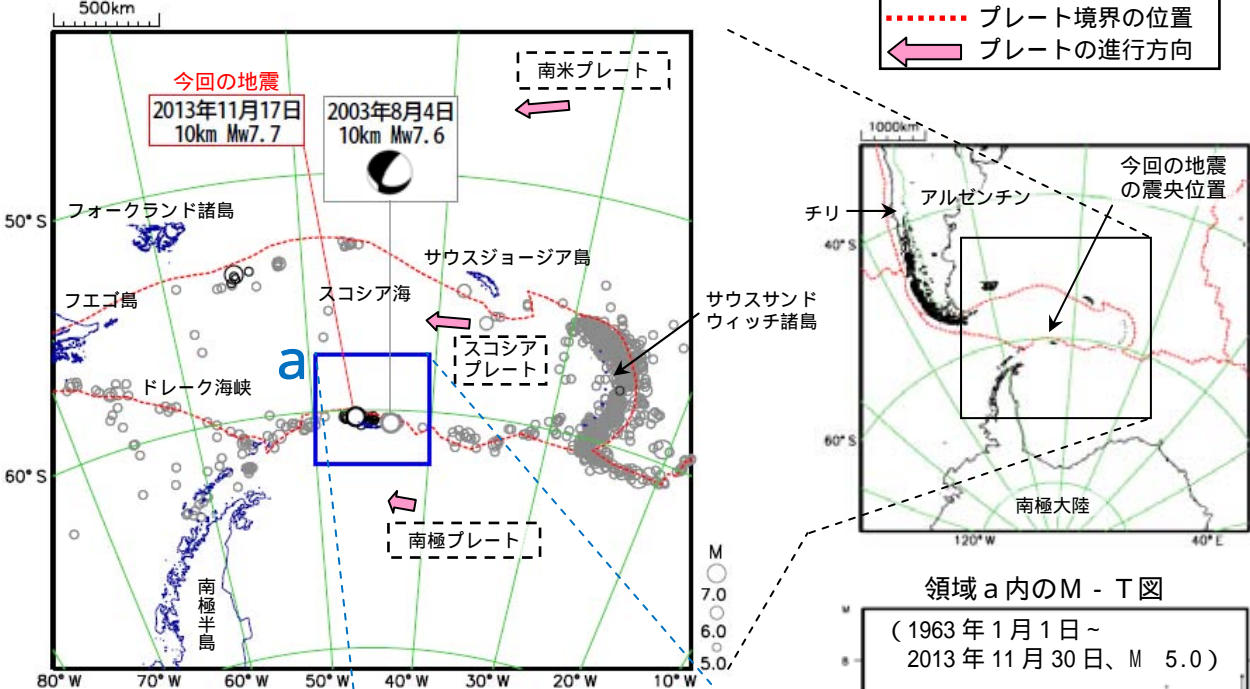 500km
プレート境界の位置
プレートの進行方向
今回の地震
2013年11月17日
10km Mw7.7
2003年8月4日
10km Mw7.6
南米プレート
1000km
今回の地震
の震央位置
アルゼンチン
チリ
40°S
60°S
南極大陸
120°W
40°E
50°S
フォークランド諸島
サウスジョージア島
フエゴ島
スコシア海
サウスサンド
ウィッチ諸島
スコシア
プレート
a
ドレーク海峡
60°S
南極プレート
南極半島
M
7.0
6.0
5.0
80°W
70°W
60°W
50°W
40°W
30°W
20°W
10°W
領域a内のM - T図
M
8
(1963年1月1日~
2013年11月30日、M 5.0)